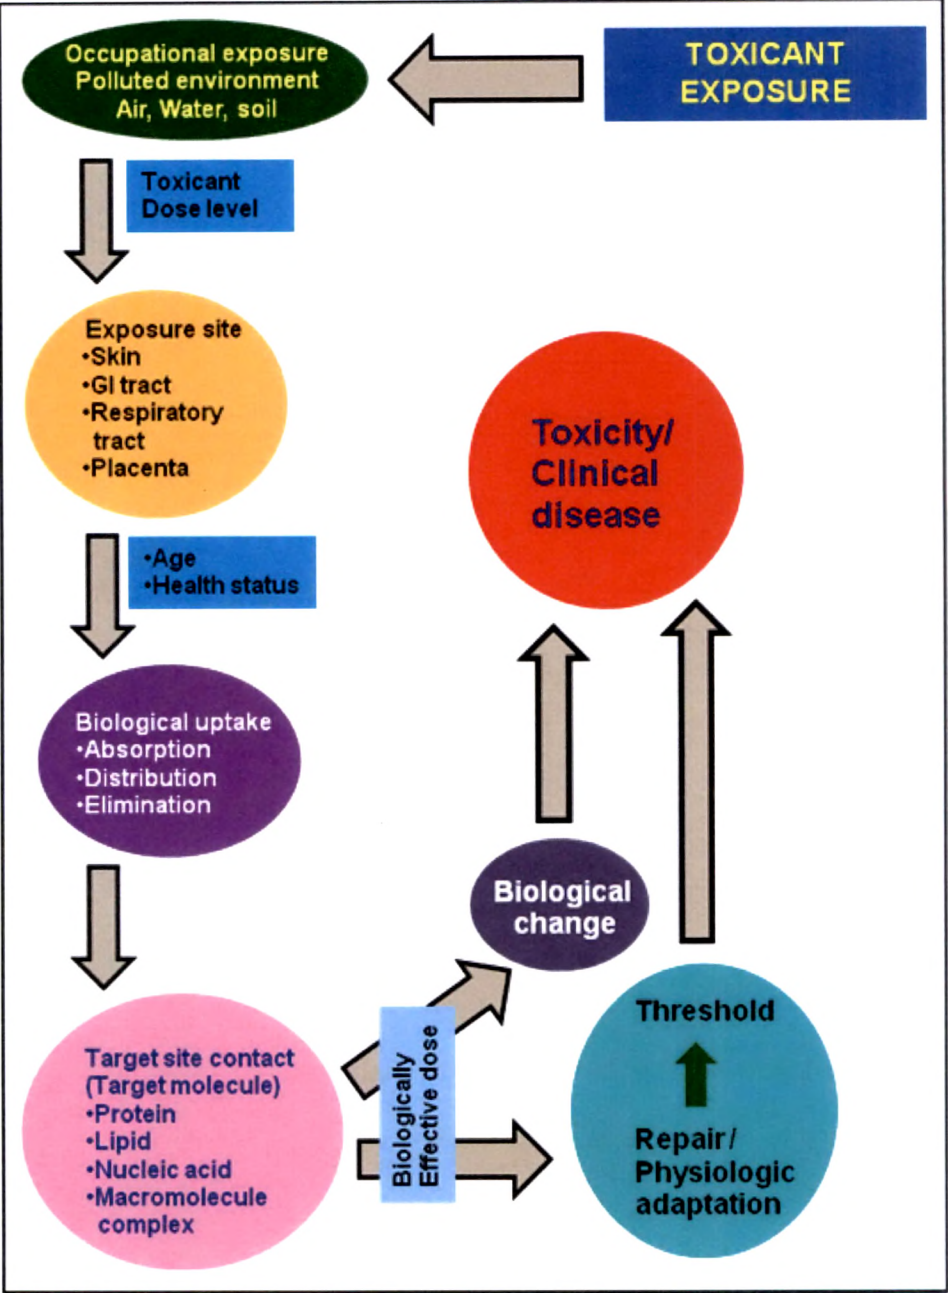 TOXICANT
EXPOSURE
Occupational exposure
Polluted environment
Air, Water, soil
Toxicant
Dose level
Exposure site
•Skin
•GI tract
•Respiratory
tract
•Placenta
•Age
•Health status
Biological uptake
•Absorption
•Distribution
•Elimination
Target site contact
(Target molecule)
•Protein
•Lipid
•Nucleic acid
•Macromolecule
complex
Biologically
Effective dose
Biological
change
Threshold
Repair/
Physiologic
adaptation
Toxicity/
Clinical
disease